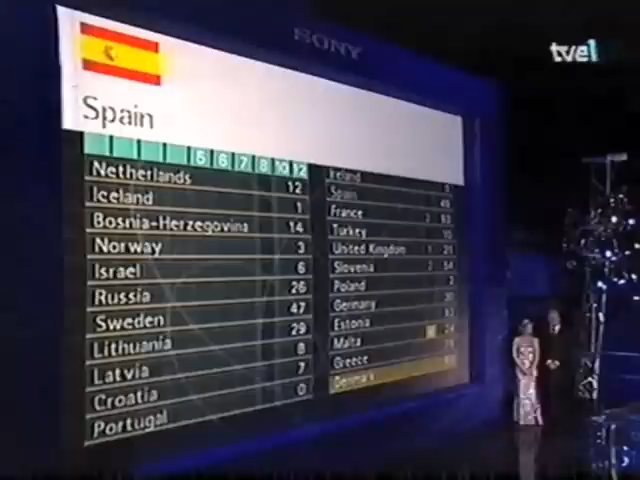 SONY
tve1
Spain
5 6 7 8 10 12
Netherlands 12
Iceland 1
Bosnia-Herzegovina 14
Norway 3
Israel 6
Russia 26
Sweden 47
Lithuania 29
Latvia 8
Croatia 7
Portugal 0
Ireland
Spain
France
Turkey
United Kingdom
Slovenia
Poland
Germany
Estonia
Malta
Greece
Denmark